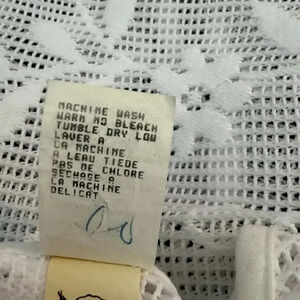 MACHINE WASH
WARM NO BLEACH
TUMBLE DRY LOW
LAVER A
LA MACHINE
A LEAU TIEDE
PAS DE CHLORE
SECHAGE A
LA MACHINE
DELICAT